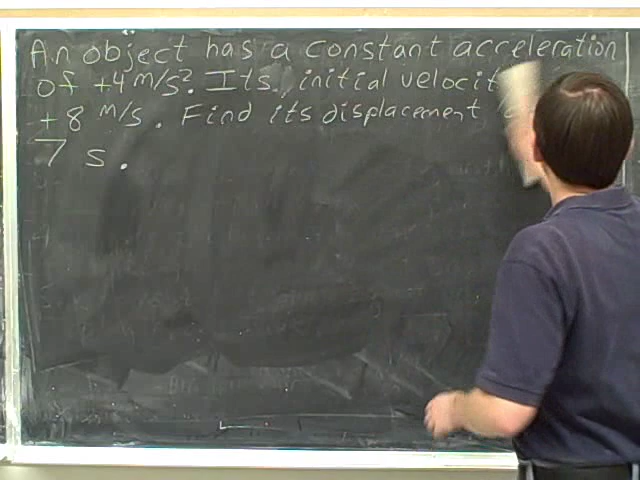 An object has a constant acceleration
of +4 m/s². Its initial velocit
+8 m/s. Find its displacement
7 s.